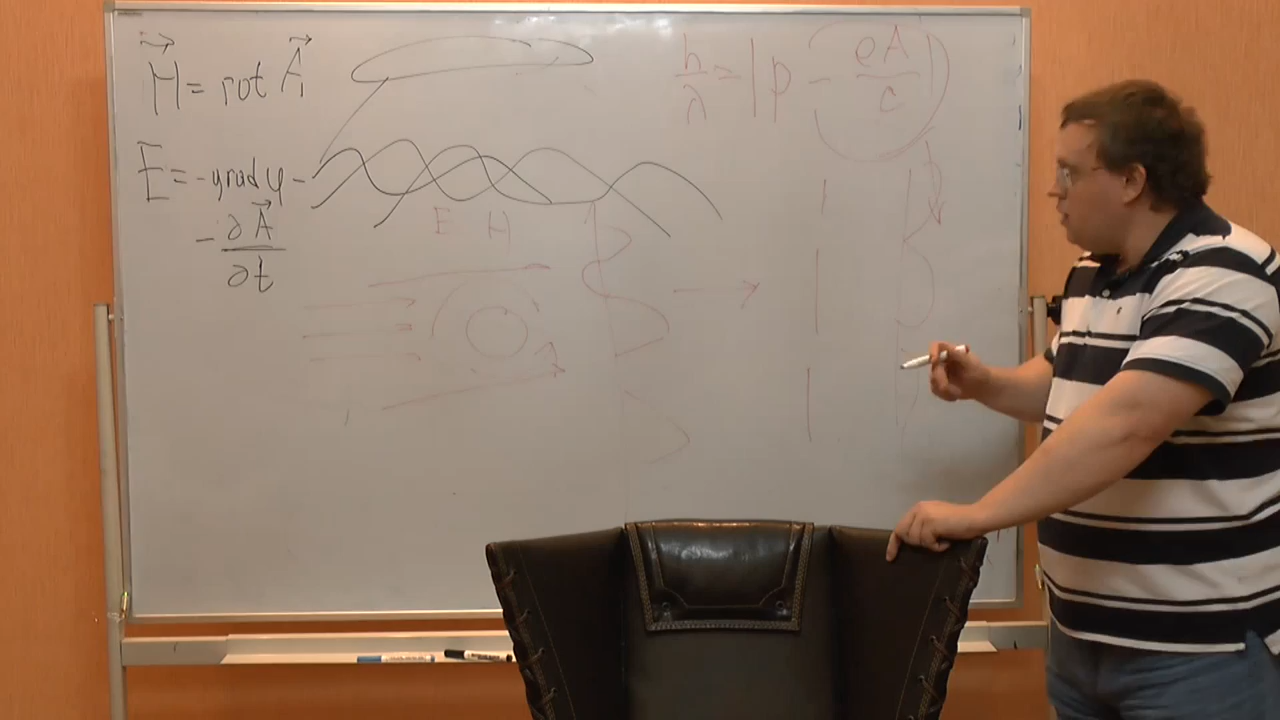 H⃗ = rot A⃗
E = -grad φ -
- ∂A⃗/∂t
h/λ = |p - eA/c|
E H